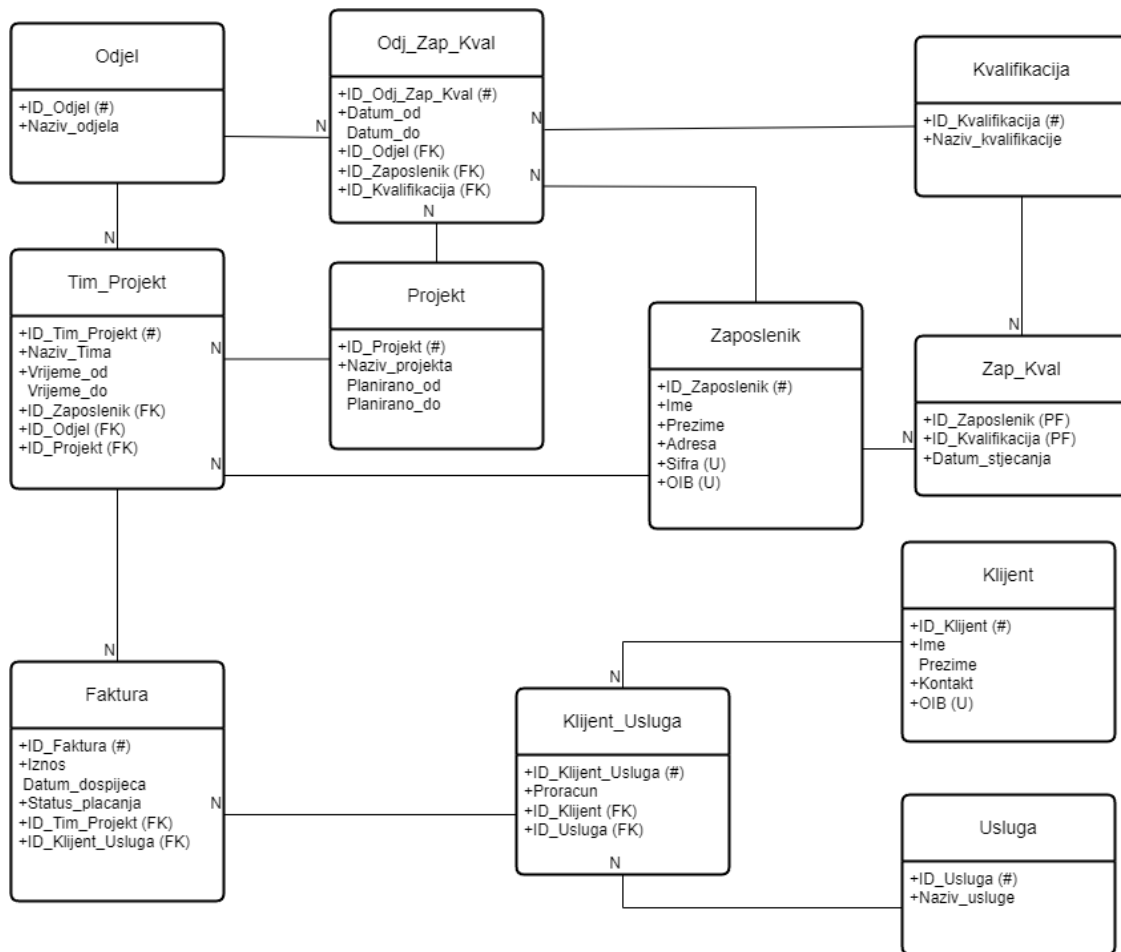 Odjel
+ID_Odjel (#)
+Naziv_odjela
N
Odj_Zap_Kval
+ID_Odj_Zap_Kval (#)
+Datum_od
Datum_do
+ID_Odjel (FK)
+ID_Zaposlenik (FK)
+ID_Kvalifikacija (FK)
N
N
N
Kvalifikacija
+ID_Kvalifikacija (#)
+Naziv_kvalifikacije
N
Tim_Projekt
+ID_Tim_Projekt (#)
+Naziv_Tima
+Vrijeme_od
Vrijeme_do
+ID_Zaposlenik (FK)
+ID_Odjel (FK)
+ID_Projekt (FK)
N
N
Projekt
+ID_Projekt (#)
+Naziv_projekta
Planirano_od
Planirano_do
Zaposlenik
+ID_Zaposlenik (#)
+Ime
+Prezime
+Adresa
+Sifra (U)
+OIB (U)
N
N
Zap_Kval
+ID_Zaposlenik (PF)
+ID_Kvalifikacija (PF)
+Datum_stjecanja
Klijent
+ID_Klijent (#)
+Ime
Prezime
+Kontakt
+OIB (U)
N
Faktura
+ID_Faktura (#)
+Iznos
Datum_dospijeca
+Status_placanja
+ID_Tim_Projekt (FK)
+ID_Klijent_Usluga (FK)
N
N
Klijent_Usluga
+ID_Klijent_Usluga (#)
+Proracun
+ID_Klijent (FK)
+ID_Usluga (FK)
N
Usluga
+ID_Usluga (#)
+Naziv_usluge